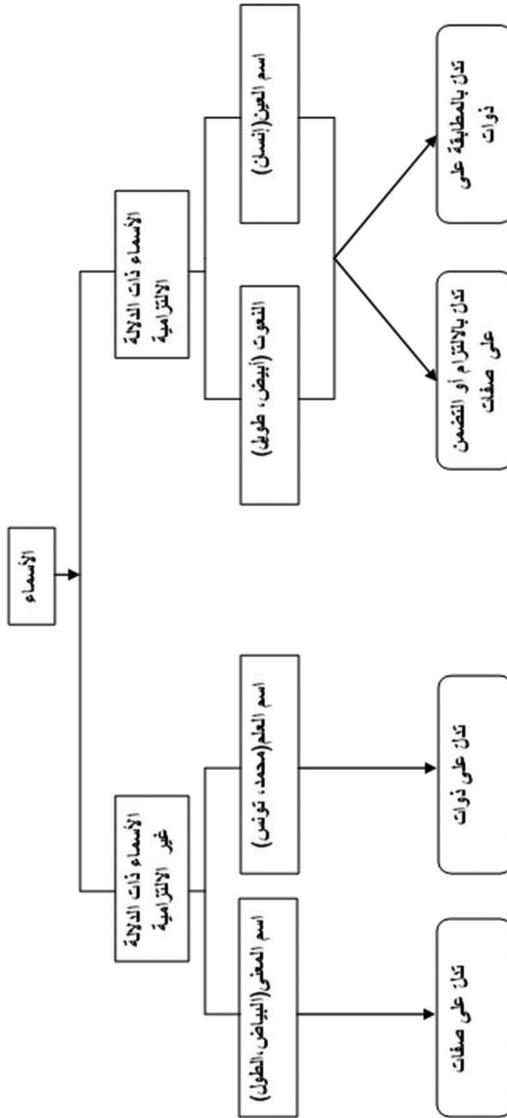 الأسماء
الأسماء ذات الدلالة
الالتزامية
الأسماء ذات الدلالة
غير الالتزامية
اسم العين(إنسان)
النعوت (أبيض، طويل)
اسم العلم(محمد، تونس)
اسم المعنى(البياض،الطول)
تدلّ بالمطابقة على
ذوات
تدلّ بالالتزام أو التضمن
على صفات
تدلّ على ذوات
تدلّ على صفات